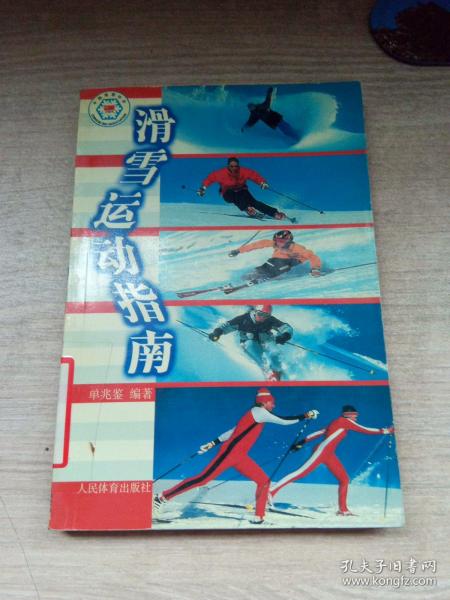 滑雪运动指南
单兆鉴 编著
人民体育出版社
孔夫子旧书网
www.kongfz.com